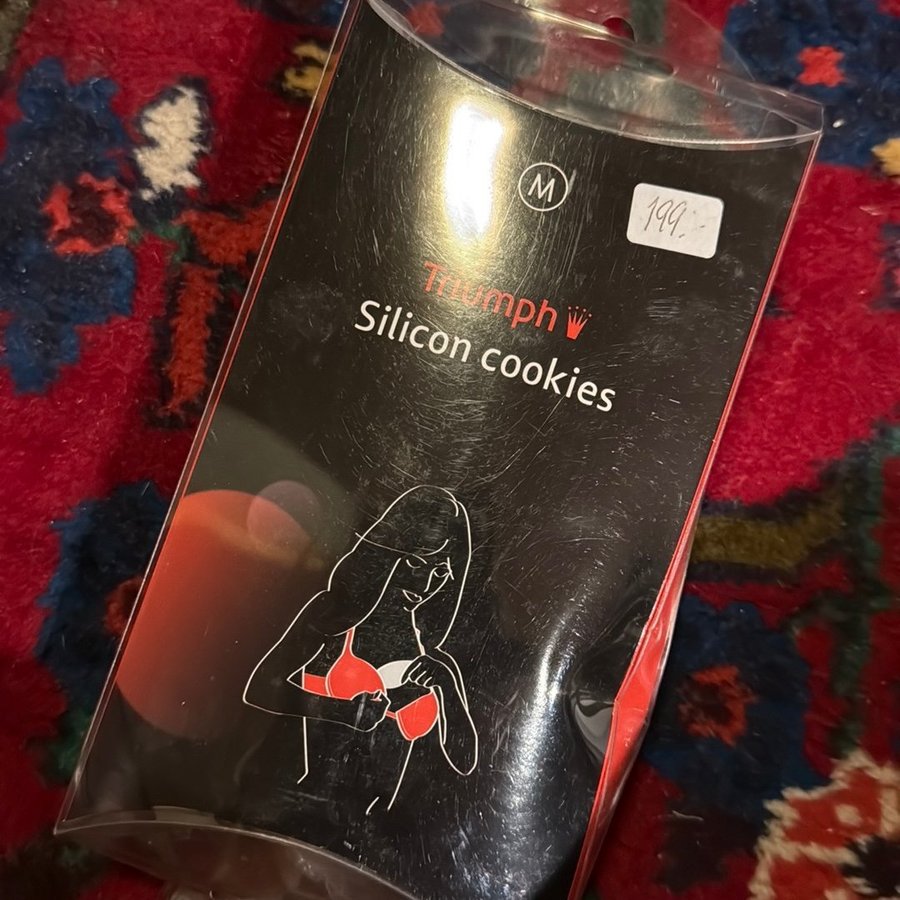 M
199.-
Triumph
Silicon cookies